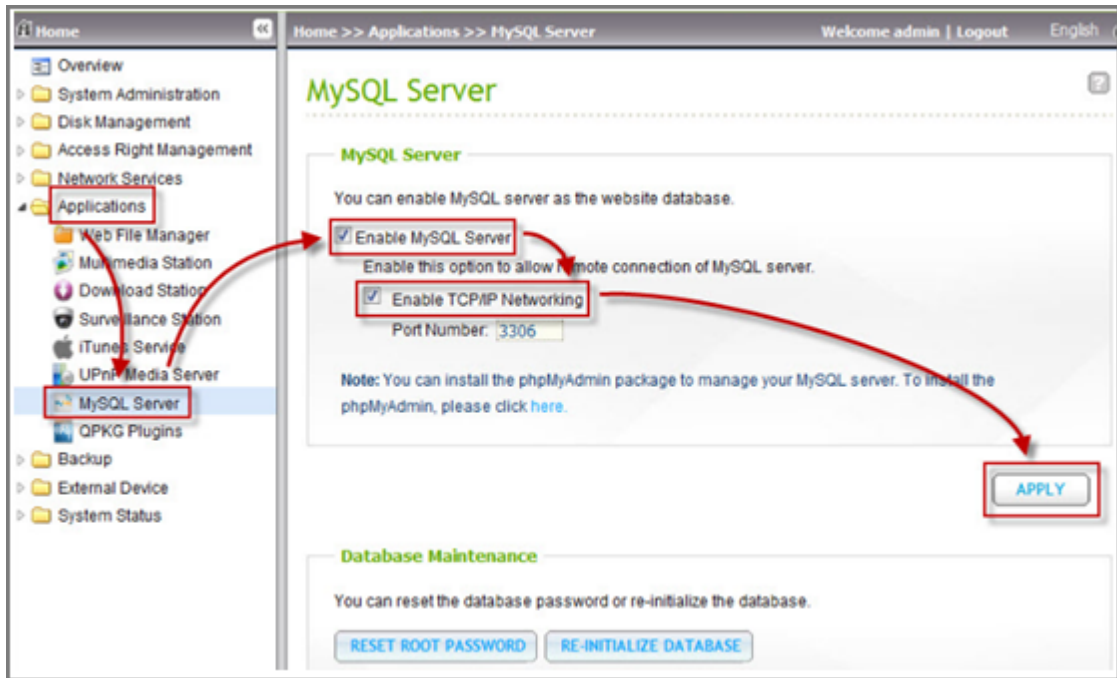 Home
Home >> Applications >> MySQL Server
Welcome admin | Logout
English
Overview
System Administration
Disk Management
Access Right Management
Network Services
Applications
Web File Manager
Multimedia Station
Download Station
Surveillance Station
iTunes Service
UPnP Media Server
MySQL Server
QPKG Plugins
Backup
External Device
System Status
MySQL Server
MySQL Server
You can enable MySQL server as the website database.
Enable MySQL Server
Enable this option to allow remote connection of MySQL server.
Enable TCP/IP Networking
Port Number: 3306
Note: You can install the phpMyAdmin package to manage your MySQL server. To install the
phpMyAdmin, please click here.
APPLY
Database Maintenance
You can reset the database password or re-initialize the database.
RESET ROOT PASSWORD
RE-INITIALIZE DATABASE